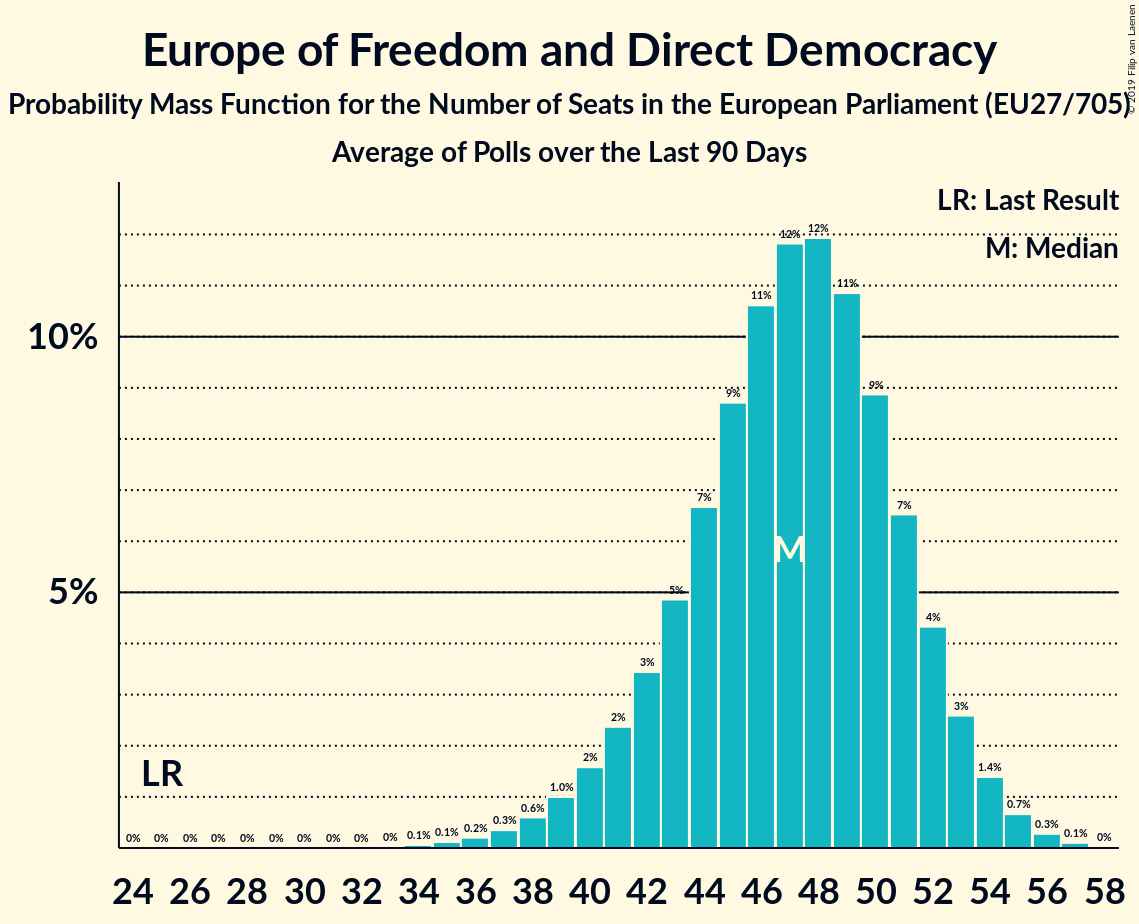 Europe of Freedom and Direct Democracy
Probability Mass Function for the Number of Seats in the European Parliament (EU27/705)
Average of Polls over the Last 90 Days
© 2019 Filip van Laenen
LR: Last Result
M: Median
10%
5%
LR
M
0% 0% 0% 0% 0% 0% 0% 0% 0% 0% 0.1% 0.1% 0.2% 0.3% 0.6% 1.0% 2% 2% 3% 5% 7% 9% 11% 12% 12% 11% 9% 7% 4% 3% 1.4% 0.7% 0.3% 0.1% 0%
24 26 28 30 32 34 36 38 40 42 44 46 48 50 52 54 56 58